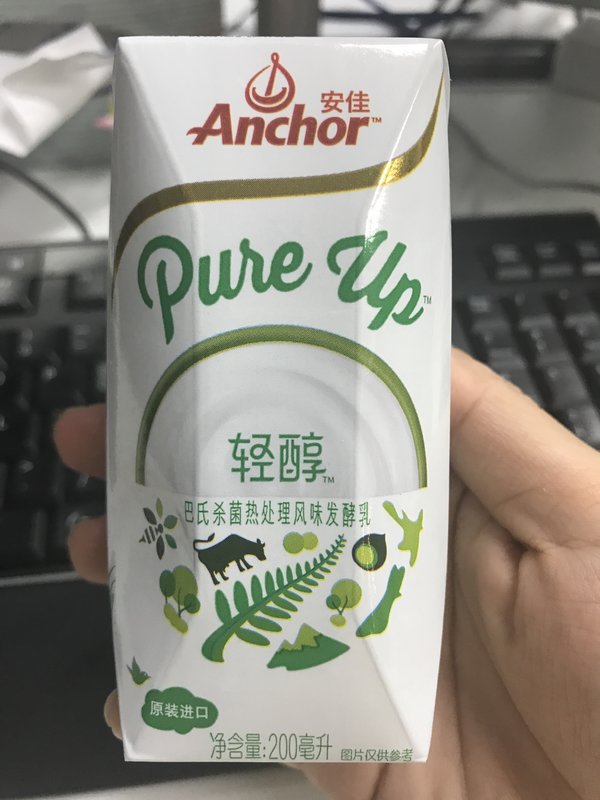 安佳
Anchor™
Pure Up™
轻醇™
巴氏杀菌热处理风味发酵乳
原装进口
净含量:200毫升
图片仅供参考